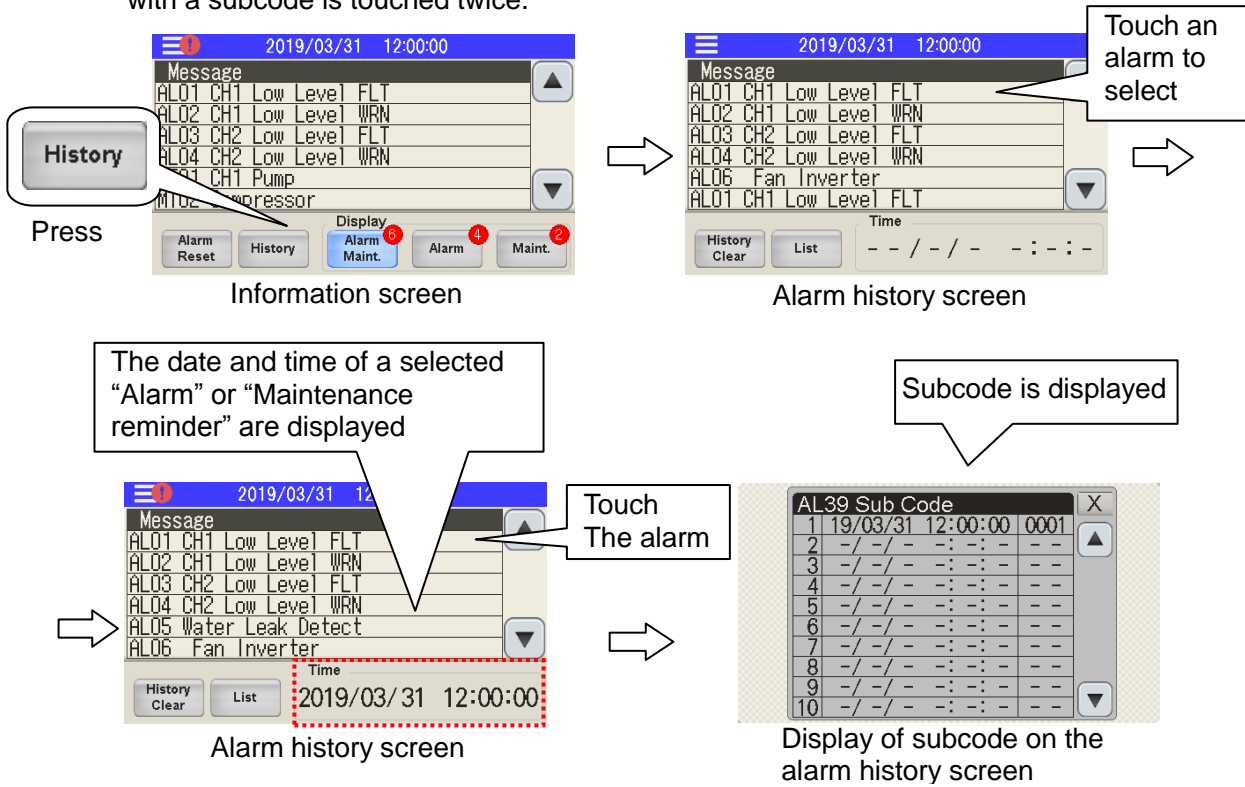 with a subcode is touched twice.
2019/03/31 12:00:00
Message
AL01 CH1 Low Level FLT
AL02 CH1 Low Level WRN
AL03 CH2 Low Level FLT
AL04 CH2 Low Level WRN
CH1 Pump
Display
Alarm Reset
History
Alarm Maint. 6
Alarm 4
Maint. 2
History
Press
Information screen
2019/03/31 12:00:00
Message
AL01 CH1 Low Level FLT
AL02 CH1 Low Level WRN
AL03 CH2 Low Level FLT
AL04 CH2 Low Level WRN
AL06 Fan Inverter
AL01 CH1 Low Level FLT
Time
History Clear
List
- - / - / - - : - : -
Touch an
alarm to
select
Alarm history screen
The date and time of a selected
“Alarm” or “Maintenance
reminder” are displayed
2019/03/31 12
Message
AL01 CH1 Low Level FLT
AL02 CH1 Low Level WRN
AL03 CH2 Low Level FLT
AL04 CH2 Low Level WRN
AL05 Water Leak Detect
AL06 Fan Inverter
Time
History Clear
List
2019/03/31 12:00:00
Touch
The alarm
Alarm history screen
Subcode is displayed
AL39 Sub Code X
1 19/03/31 12:00:00 0001
2 -/ -/ - -: -: - - -
3 -/ -/ - -: -: - - -
4 -/ -/ - -: -: - - -
5 -/ -/ - -: -: - - -
6 -/ -/ - -: -: - - -
7 -/ -/ - -: -: - - -
8 -/ -/ - -: -: - - -
9 -/ -/ - -: -: - - -
10 -/ -/ - -: -: - - -
Display of subcode on the
alarm history screen